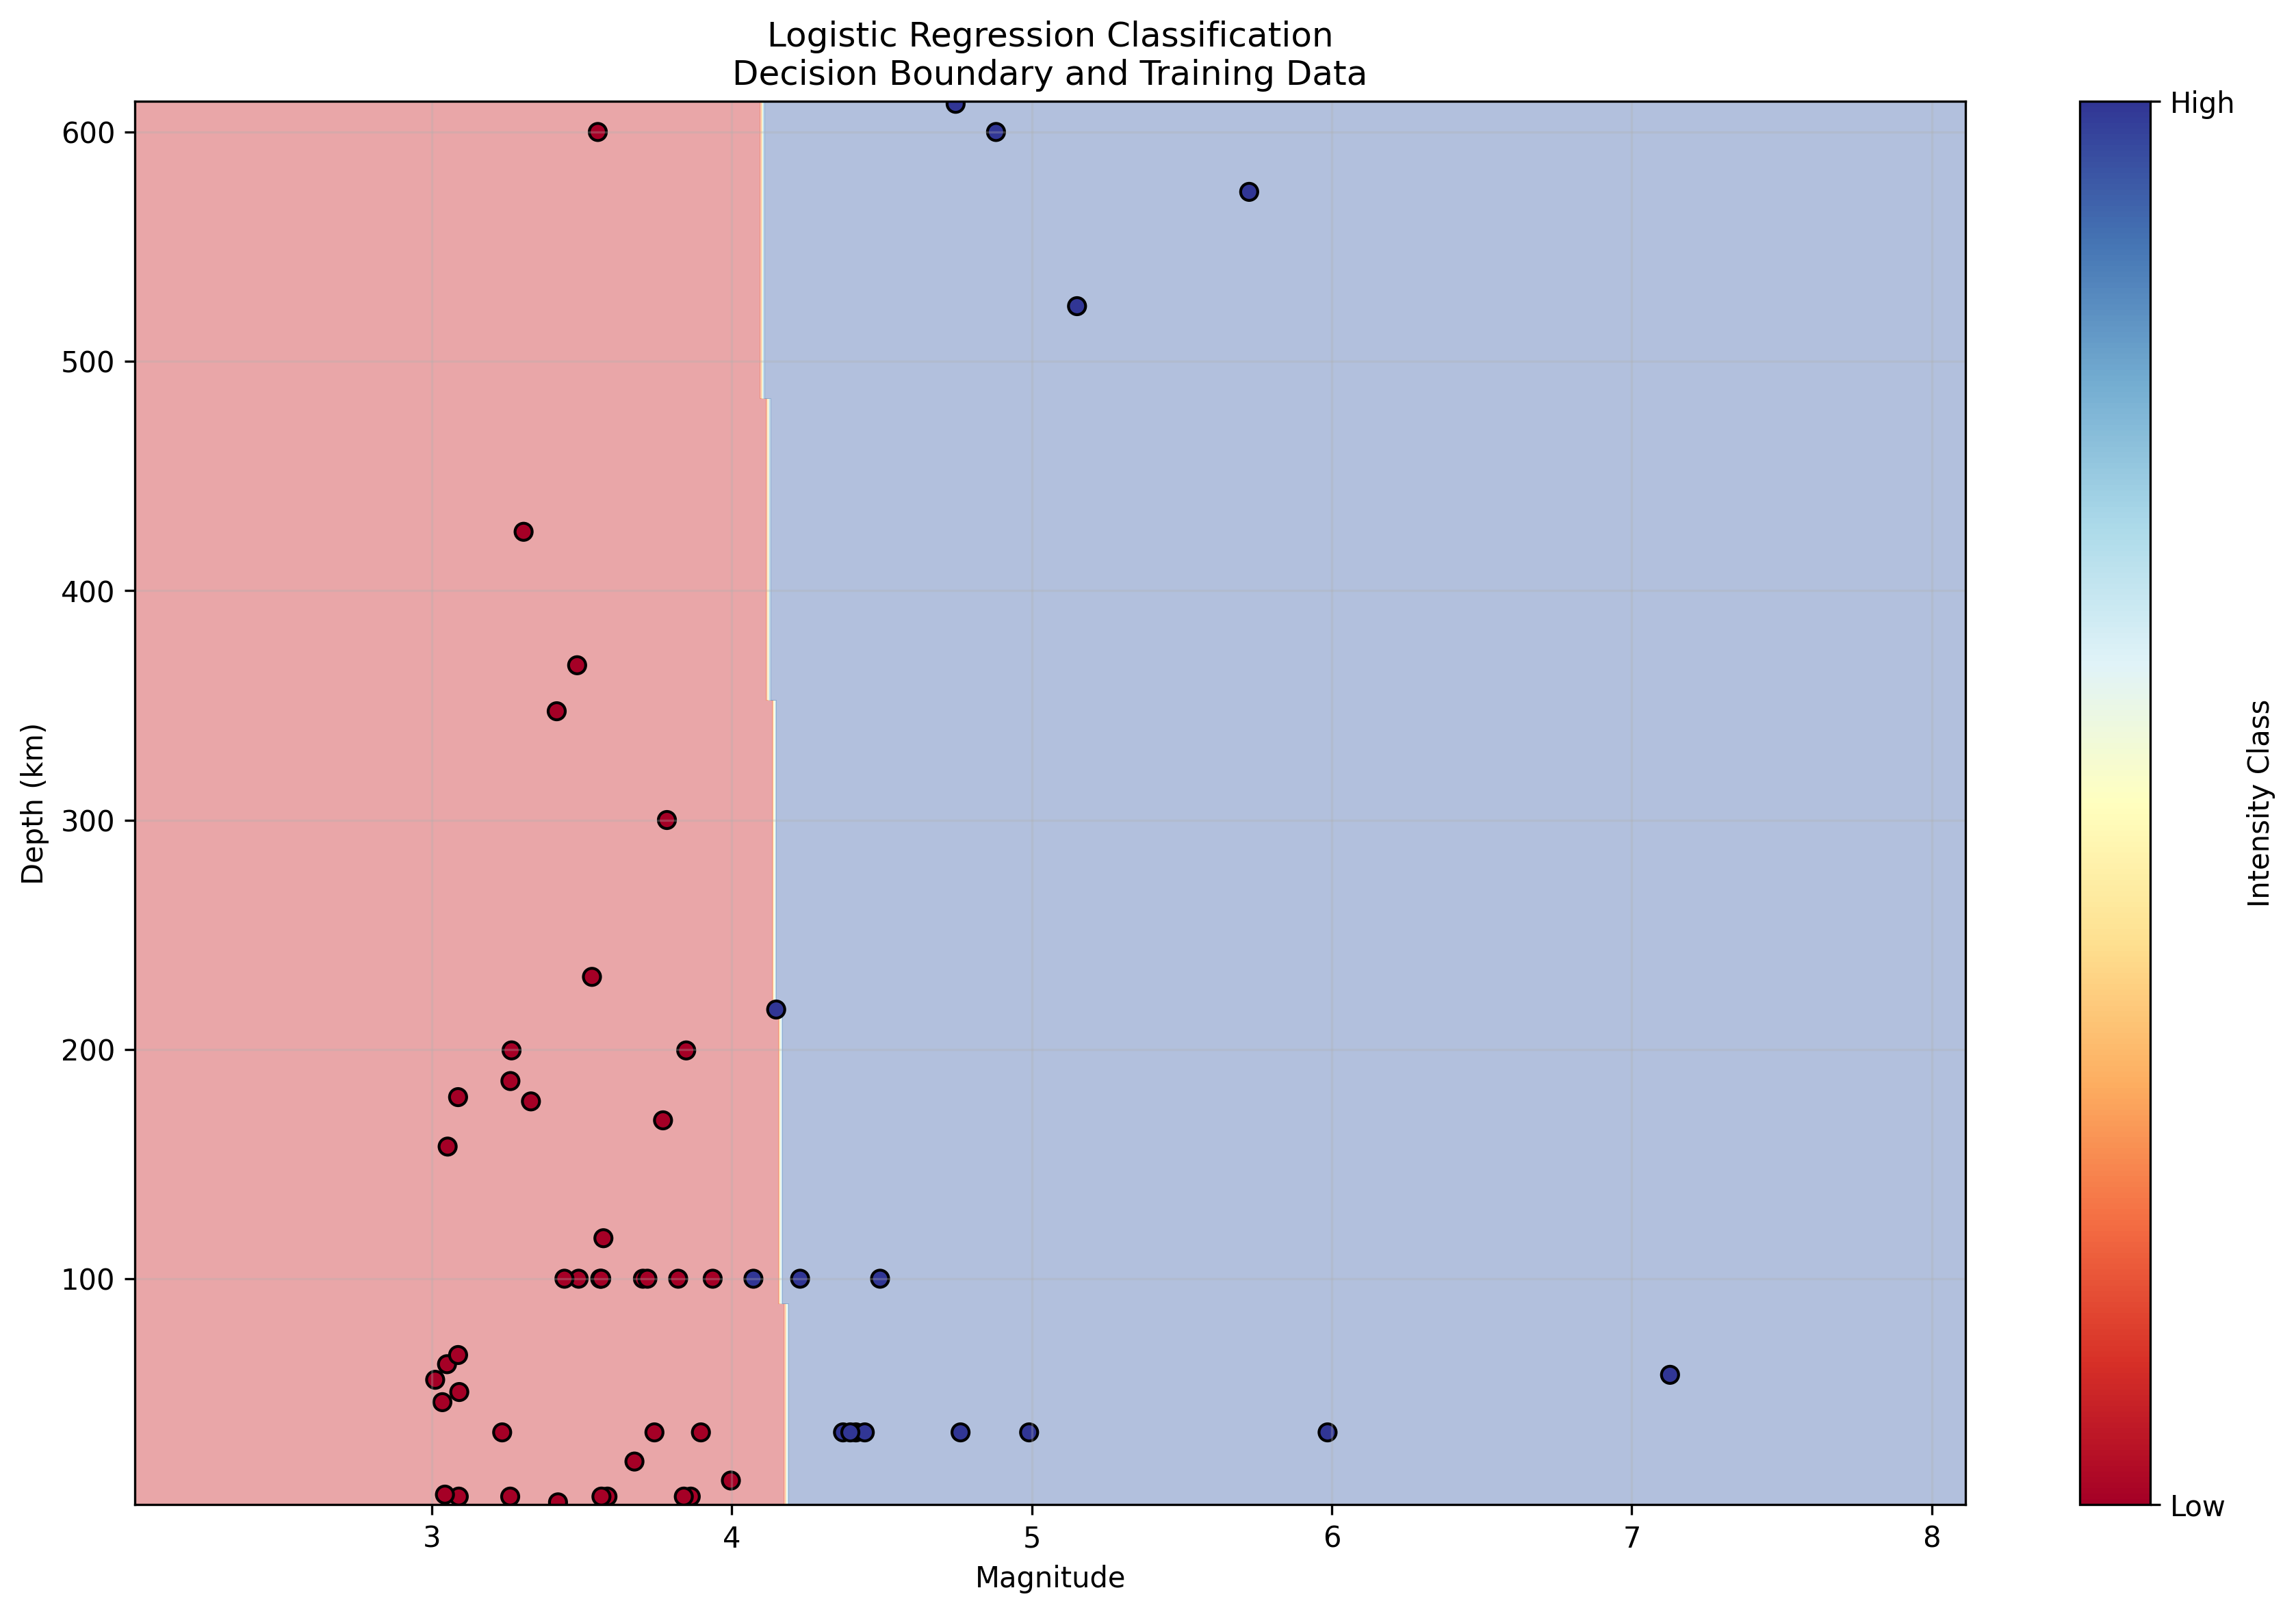 Logistic Regression Classification
Decision Boundary and Training Data
Depth (km)
600
500
400
300
200
100
3 4 5 6 7 8
Magnitude
High
Low
Intensity Class